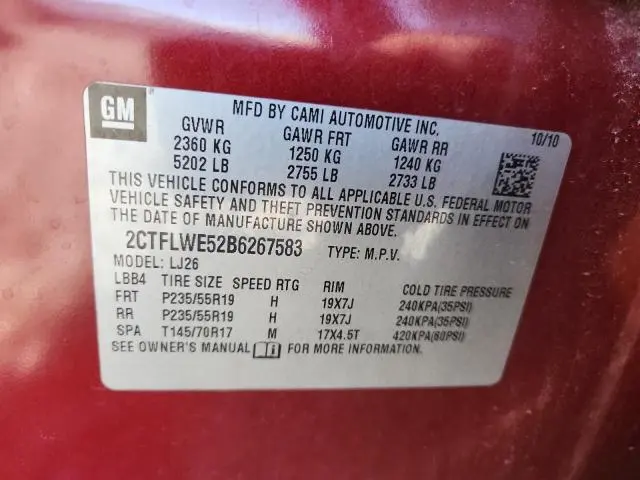 GM
MFD BY CAMI AUTOMOTIVE INC.
10/10
GVWR GAWR FRT GAWR RR
2360 KG 1250 KG 1240 KG
5202 LB 2755 LB 2733 LB
THIS VEHICLE CONFORMS TO ALL APPLICABLE U.S. FEDERAL MOTOR
VEHICLE SAFETY AND THEFT PREVENTION STANDARDS IN EFFECT ON
THE DATE OF MANUFACTURE SHOWN ABOVE.
2CTFLWE52B6267583 TYPE: M.P.V.
MODEL: LJ26
LBB4 TIRE SIZE SPEED RTG RIM COLD TIRE PRESSURE
FRT P235/55R19 H 19X7J 240KPA(35PSI)
RR P235/55R19 H 19X7J 240KPA(35PSI)
SPA T145/70R17 M 17X4.5T 420KPA(60PSI)
SEE OWNER'S MANUAL FOR MORE INFORMATION.